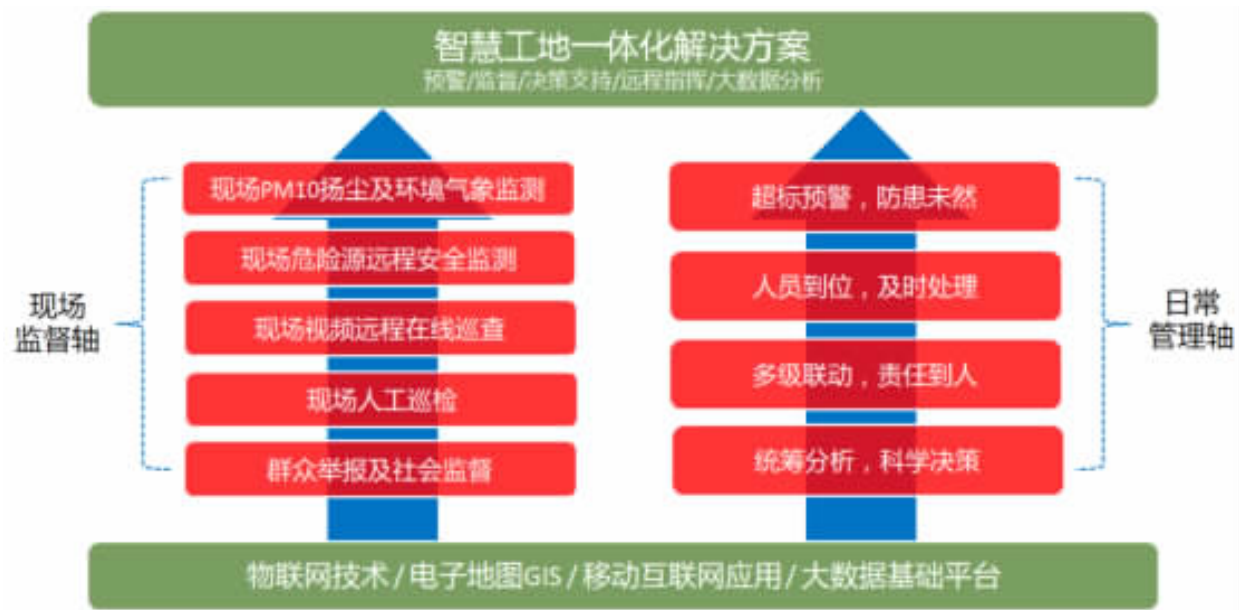 智慧工地一体化解决方案
预警/监督/决策支持/远程指挥/大数据分析
现场
监督轴
现场PM10扬尘及环境气象监测
现场危险源远程安全监测
现场视频远程在线巡查
现场人工巡检
群众举报及社会监督
超标预警，防患未然
人员到位，及时处理
多级联动，责任到人
统筹分析，科学决策
日常
管理轴
物联网技术/电子地图GIS/移动互联网应用/大数据基础平台